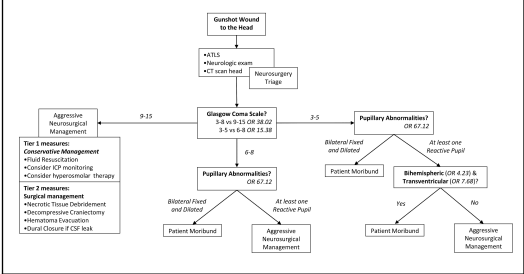 Gunshot Wound
to the Head
•ATLS
•Neurologic exam
•CT scan head
Neurosurgery
Triage
Aggressive
Neurosurgical
Management
9-15
Glasgow Coma Scale?
3-8 vs 9-15 OR 38.02
3-5 vs 6-8 OR 15.38
3-5
Pupillary Abnormalities?
OR 67.12
Tier 1 measures:
Conservative Management
•Fluid Resuscitation
•Consider ICP monitoring
•Consider hyperosmolar therapy
Tier 2 measures:
Surgical management
•Necrotic Tissue Debridement
•Decompressive Craniectomy
•Hematoma Evacuation
•Dural Closure if CSF leak
6-8
Pupillary Abnormalities?
OR 67.12
Bilateral Fixed
and Dilated
At least one
Reactive Pupil
Patient Moribund
Aggressive
Neurosurgical
Management
Bilateral Fixed
and Dilated
At least one
Reactive Pupil
Patient Moribund
Bihemispheric (OR 4.23) &
Transventricular (OR 7.68)?
Yes
No
Patient Moribund
Aggressive
Neurosurgical
Management